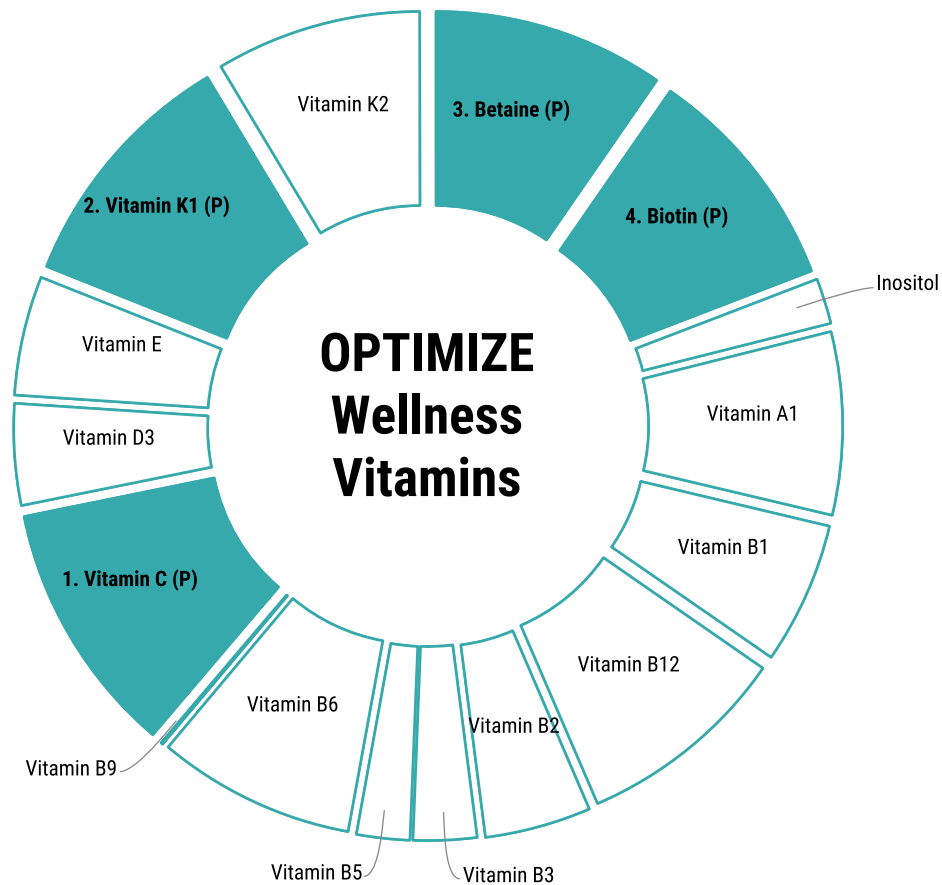 Vitamin K2
3. Betaine (P)
2. Vitamin K1 (P)
4. Biotin (P)
Inositol
Vitamin E
OPTIMIZE
Wellness
Vitamins
Vitamin A1
Vitamin D3
Vitamin B1
1. Vitamin C (P)
Vitamin B12
Vitamin B6
Vitamin B2
Vitamin B9
Vitamin B5
Vitamin B3